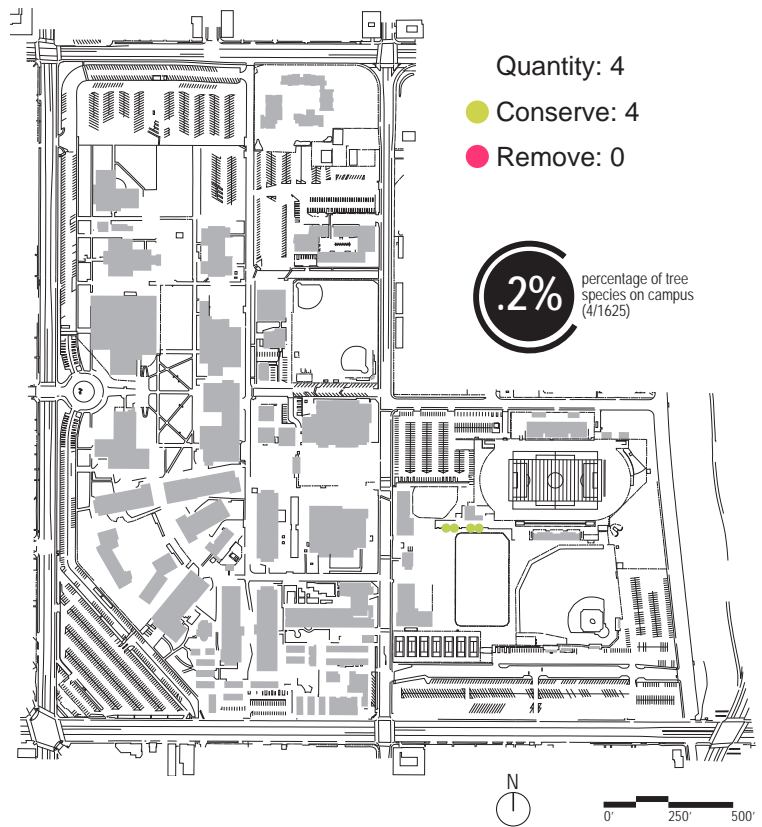 Quantity: 4
Conserve: 4
Remove: 0
.2%
percentage of tree
species on campus
(4/1625)
N
0' 250' 500'